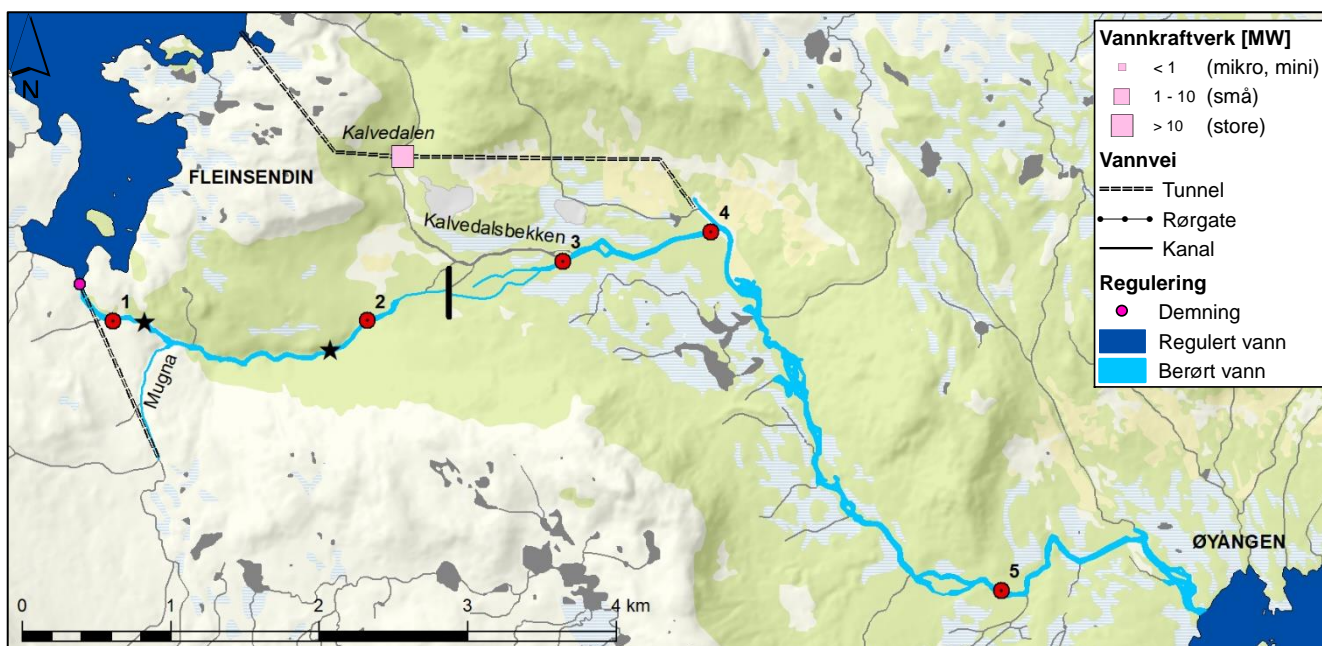 N
Kalvedalen
FLEINSENDIN
Kalvedalsbekken
4
3
1
2
Mugna
5
ØYANGEN
0 1 2 3 4 km
Vannkraftverk [MW]
< 1 (mikro, mini)
1 - 10 (små)
> 10 (store)
Vannvei
Tunnel
Rørgate
Kanal
Regulering
Demning
Regulert vann
Berørt vann